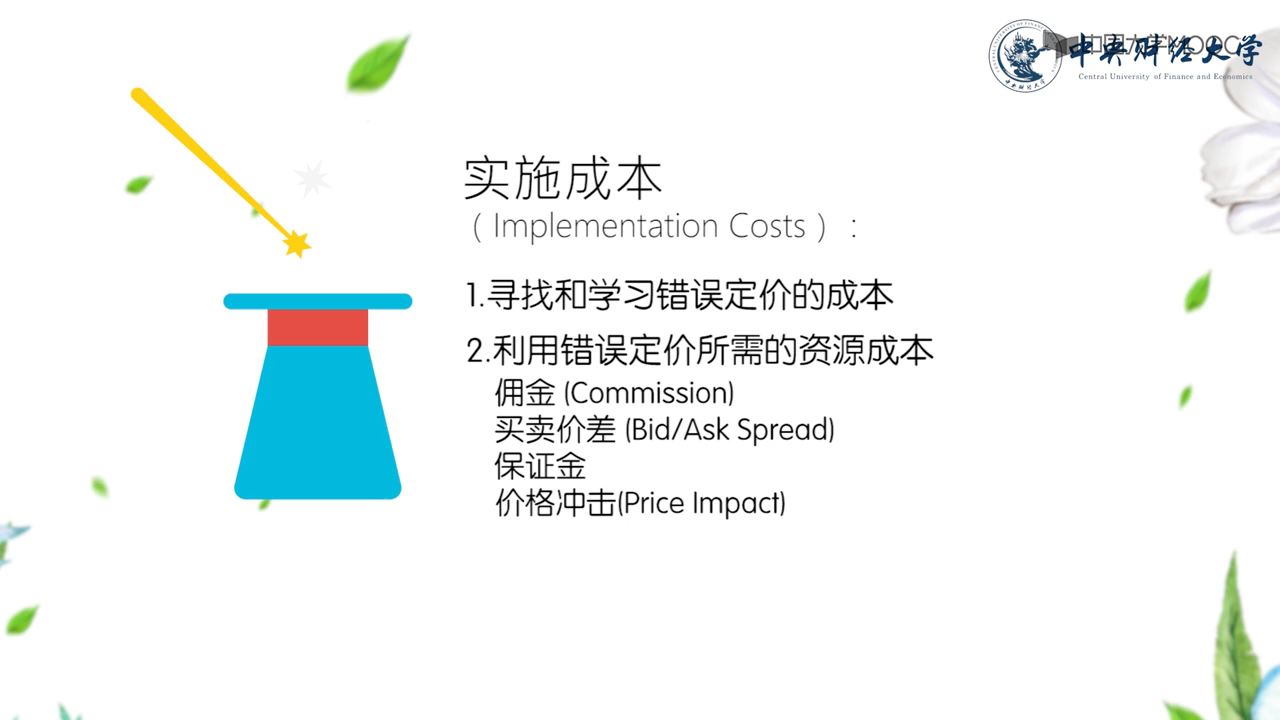 中央财经大学
Central University of Finance and Economics
实施成本
（Implementation Costs）：
1.寻找和学习错误定价的成本
2.利用错误定价所需的资源成本
佣金 (Commission)
买卖价差 (Bid/Ask Spread)
保证金
价格冲击(Price Impact)